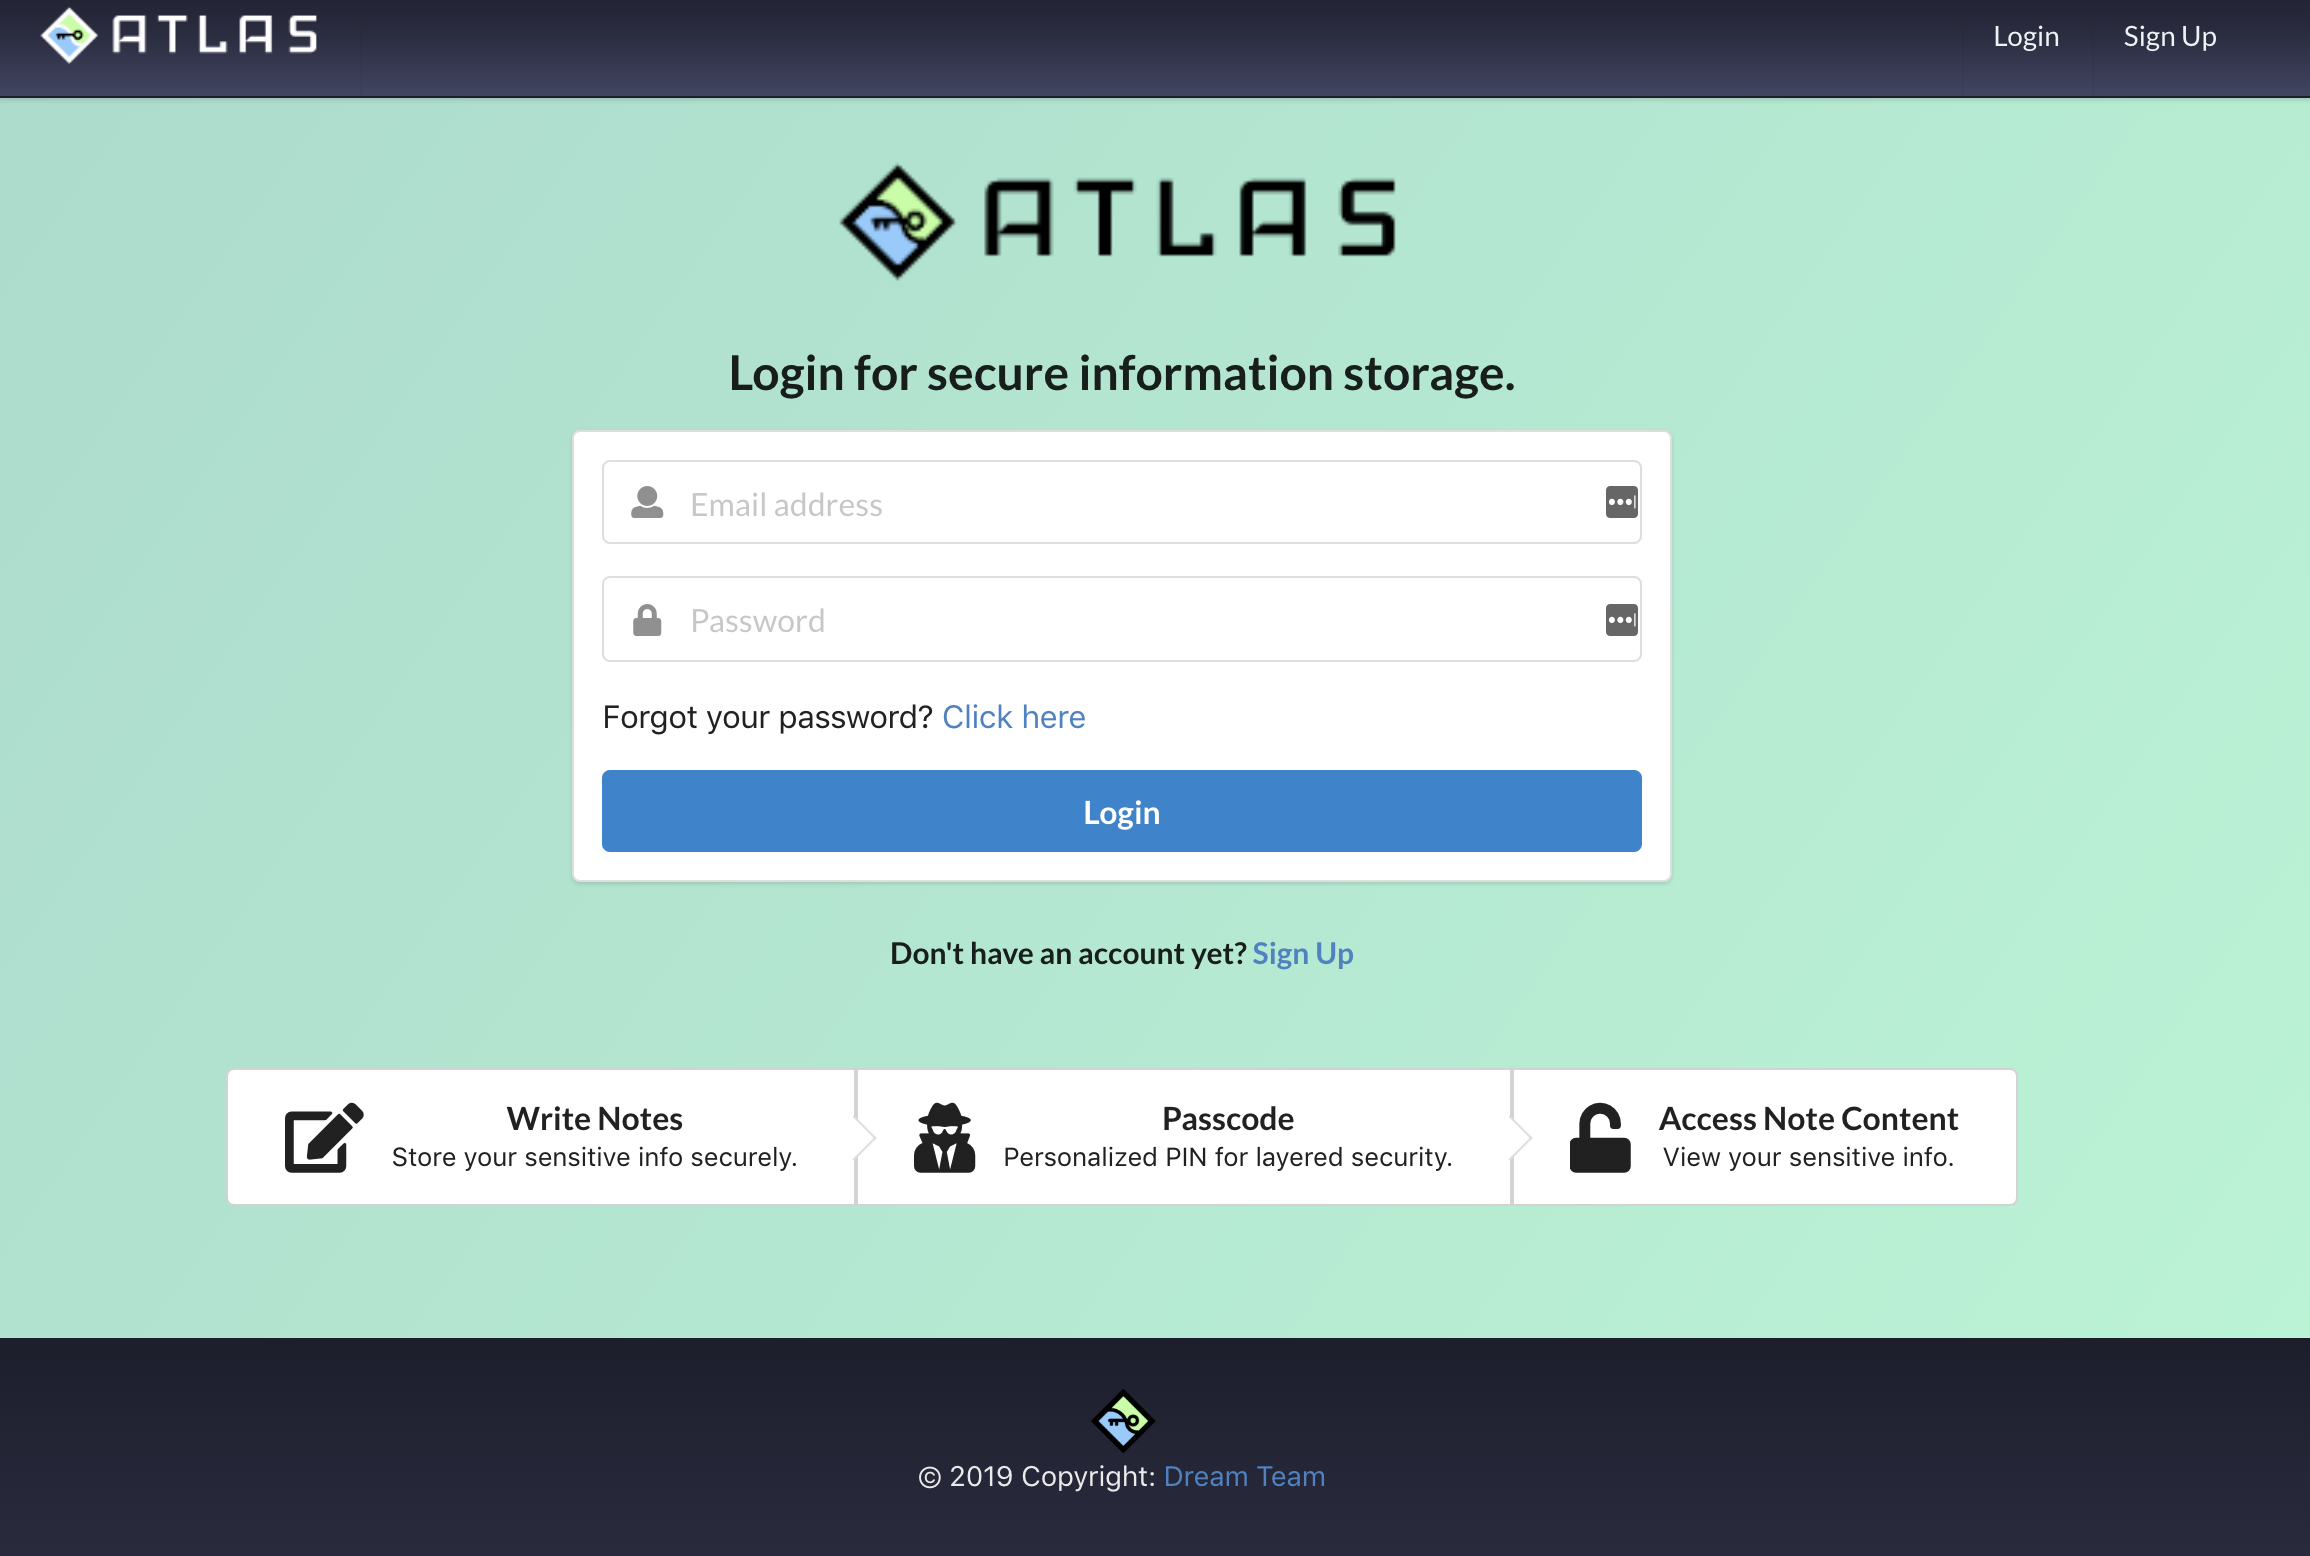 ATLAS
Login
Sign Up
ATLAS
Login for secure information storage.
Email address
Password
Forgot your password? Click here
Login
Don't have an account yet? Sign Up
Write Notes
Store your sensitive info securely.
Passcode
Personalized PIN for layered security.
Access Note Content
View your sensitive info.
© 2019 Copyright: Dream Team